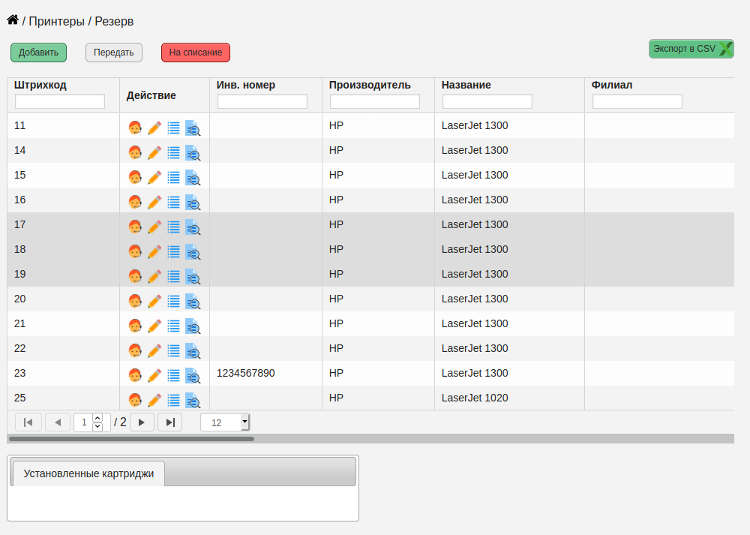 / Принтеры / Резерв
Добавить Передать На списание Экспорт в CSV
Штрихкод Действие Инв. номер Производитель Название Филиал
11 HP LaserJet 1300
14 HP LaserJet 1300
15 HP LaserJet 1300
16 HP LaserJet 1300
17 HP LaserJet 1300
18 HP LaserJet 1300
19 HP LaserJet 1300
20 HP LaserJet 1300
21 HP LaserJet 1300
22 HP LaserJet 1300
23 1234567890 HP LaserJet 1300
25 HP LaserJet 1020
1 / 2 12
Установленные картриджи